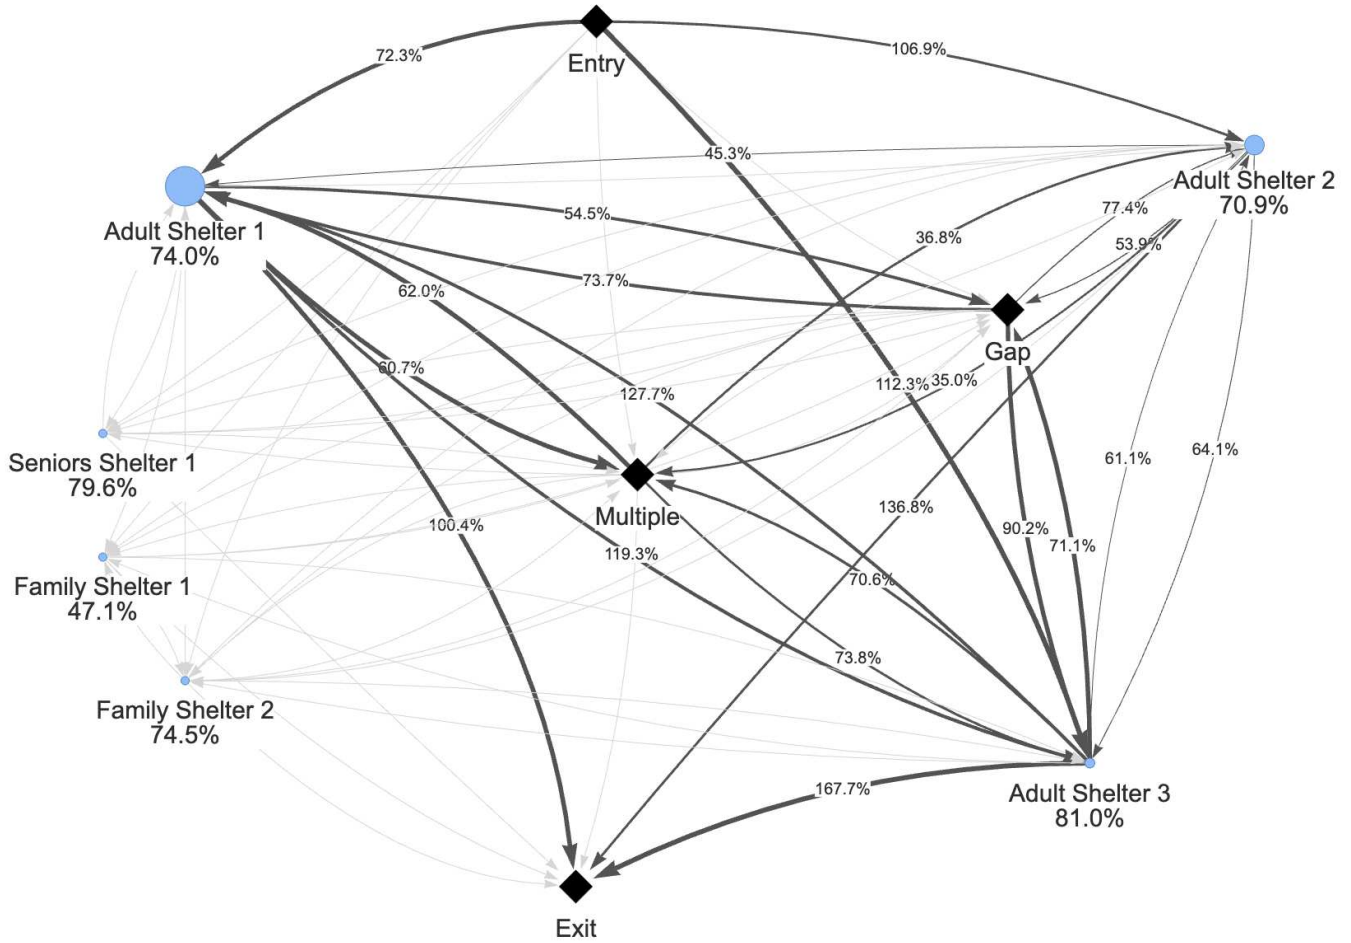 Entry
72.3%
106.9%
45.3%
Adult Shelter 2
70.9%
Adult Shelter 1
74.0%
54.5%
77.4%
36.8%
53.9%
73.7%
62.0%
Gap
60.7%
127.7%
112.3%
35.0%
Seniors Shelter 1
79.6%
61.1%
64.1%
Multiple
136.8%
100.4%
90.2%
71.1%
119.3%
70.6%
Family Shelter 1
47.1%
73.8%
Family Shelter 2
74.5%
167.7%
Adult Shelter 3
81.0%
Exit